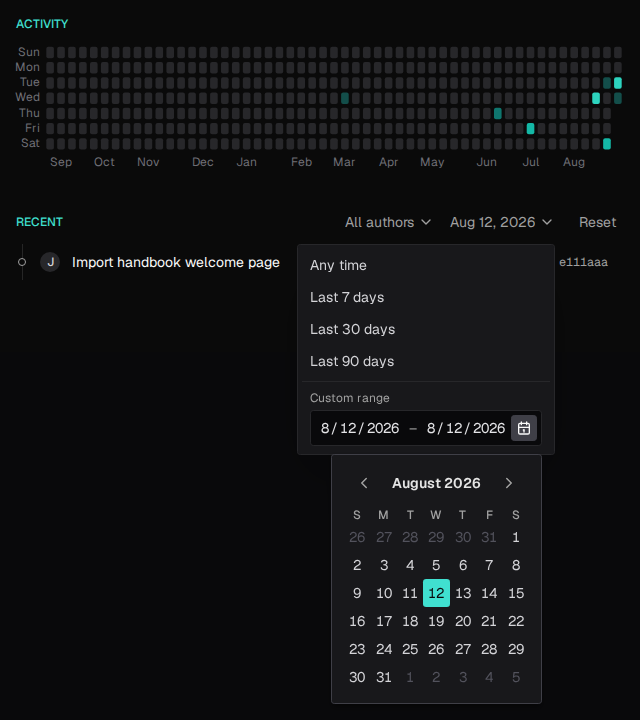 ACTIVITY
Sun
Mon
Tue
Wed
Thu
Fri
Sat
Sep Oct Nov Dec Jan Feb Mar Apr May Jun Jul Aug
RECENT All authors Aug 12, 2026 Reset
J Import handbook welcome page e111aaa
Any time
Last 7 days
Last 30 days
Last 90 days
Custom range
8/12/2026 – 8/12/2026
August 2026
S M T W T F S
26 27 28 29 30 31 1
2 3 4 5 6 7 8
9 10 11 12 13 14 15
16 17 18 19 20 21 22
23 24 25 26 27 28 29
30 31 1 2 3 4 5